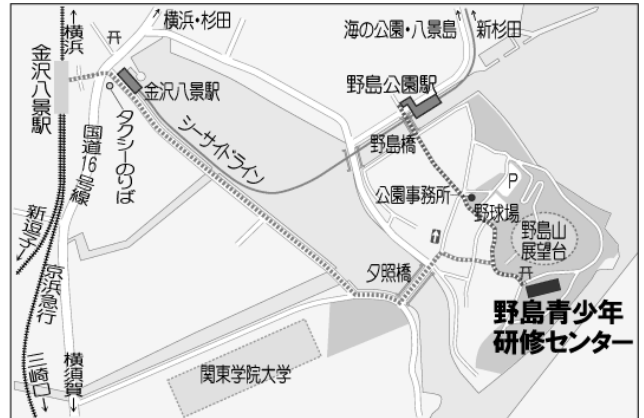 ←横浜
横浜・杉田
海の公園・八景島
新杉田
金沢八景駅
金沢八景駅
野島公園駅
タクシーのりば
シーサイドライン
国道16号線
野島橋
公園事務所
野球場
P
野島山
展望台
新逗子→
京浜急行
夕照橋
野島青少年
研修センター
関東学院大学
三崎口→
横須賀→